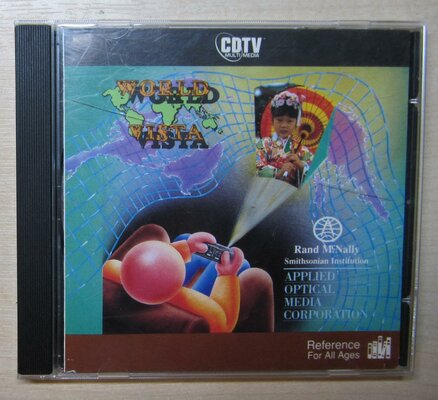 CDTV
MULTIMEDIA
WORLD
VISTA
Rand McNally
Smithsonian Institution
APPLIED
OPTICAL
MEDIA
CORPORATION
Reference
For All Ages